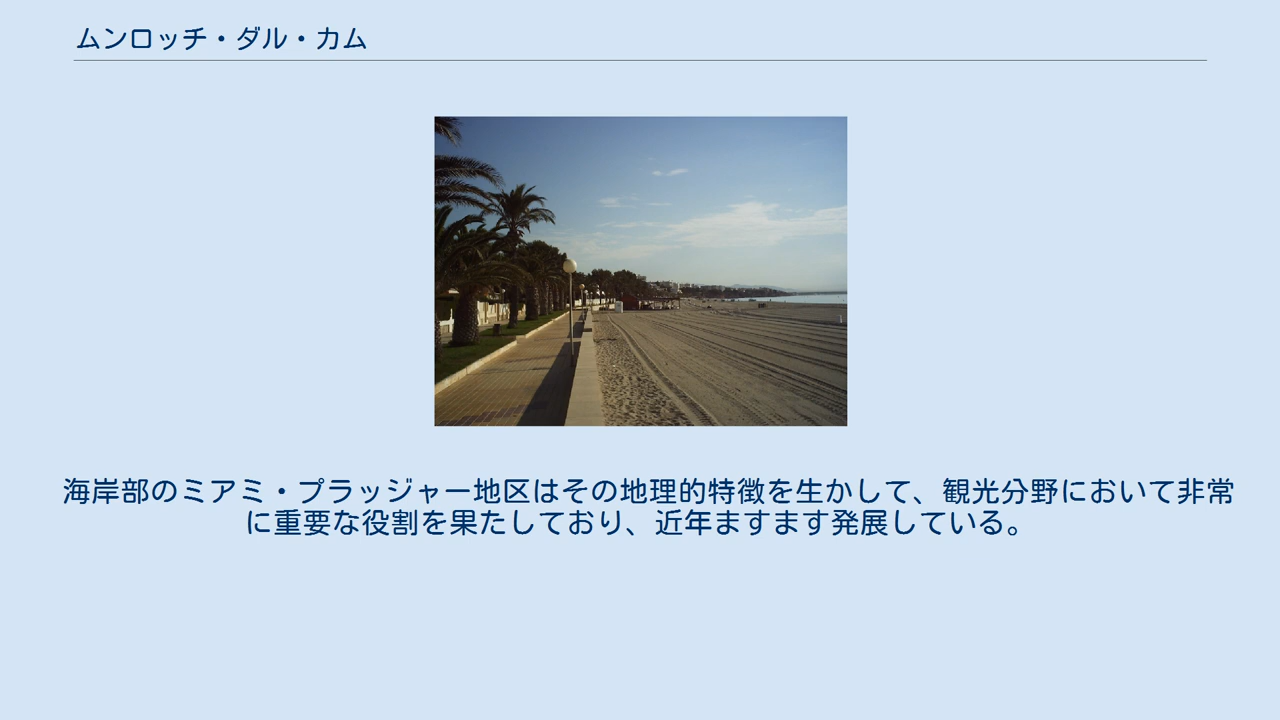 ムンロッチ・ダル・カム
海岸部のミアミ・プラッジャー地区はその地理的特徴を生かして、観光分野において非常
に重要な役割を果たしており、近年ますます発展している。